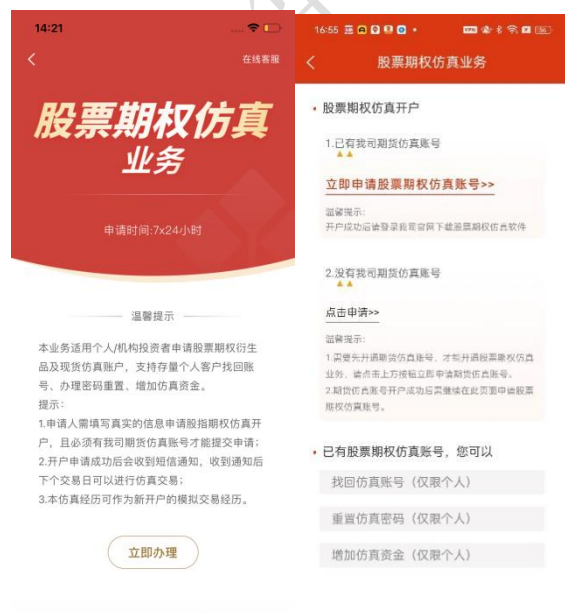 14:21
在线客服
股票期权仿真
业务
申请时间:7x24小时
温馨提示
本业务适用个人/机构投资者申请股票期权衍生
品及现货仿真账户，支持存量个人客户找回账
号、办理密码重置、增加仿真资金。
提示：
1.申请人需填写真实的信息申请股指期权仿真开
户，且必须有我司期货仿真账号才能提交申请;
2.开户申请成功后会收到短信通知，收到通知后
下个交易日可以进行仿真交易；
3.本仿真经历可作为新开户的模拟交易经历。
立即办理
16:55
股票期权仿真业务
股票期权仿真开户
1.已有我司期货仿真账号
立即申请股票期权仿真账号>>
温馨提示:
开户成功后请登录我司官网下载股票期权仿真软件
2.没有我司期货仿真账号
点击申请>>
温馨提示:
1.需要先开通期货仿真账号，才能开通股票期权仿真
业务，请点击上方按钮立即申请期货仿真账号。
2.期货仿真账号开户成功后需继续在此页面申请股票
期权仿真账号。
已有股票期权仿真账号，您可以
找回仿真账号（仅限个人）
重置仿真密码（仅限个人）
增加仿真资金（仅限个人）